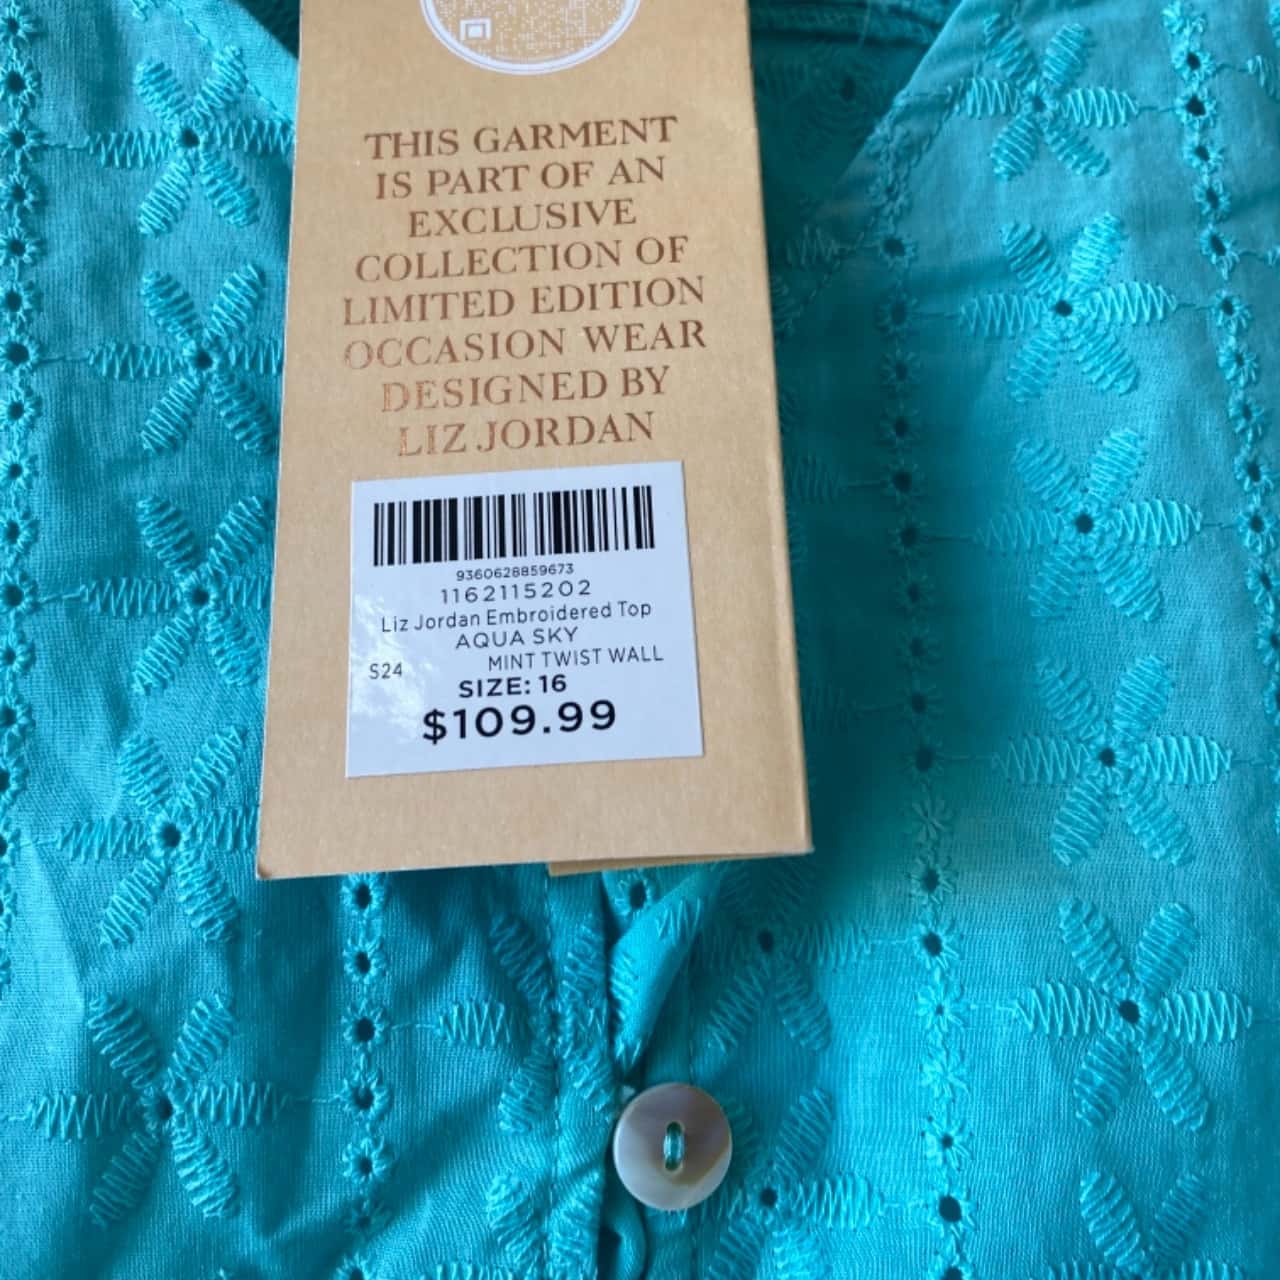 THIS GARMENT
IS PART OF AN
EXCLUSIVE
COLLECTION OF
LIMITED EDITION
OCCASION WEAR
DESIGNED BY
LIZ JORDAN
9360628859673
1162115202
Liz Jordan Embroidered Top
AQUA SKY
S24 MINT TWIST WALL
SIZE: 16
$109.99